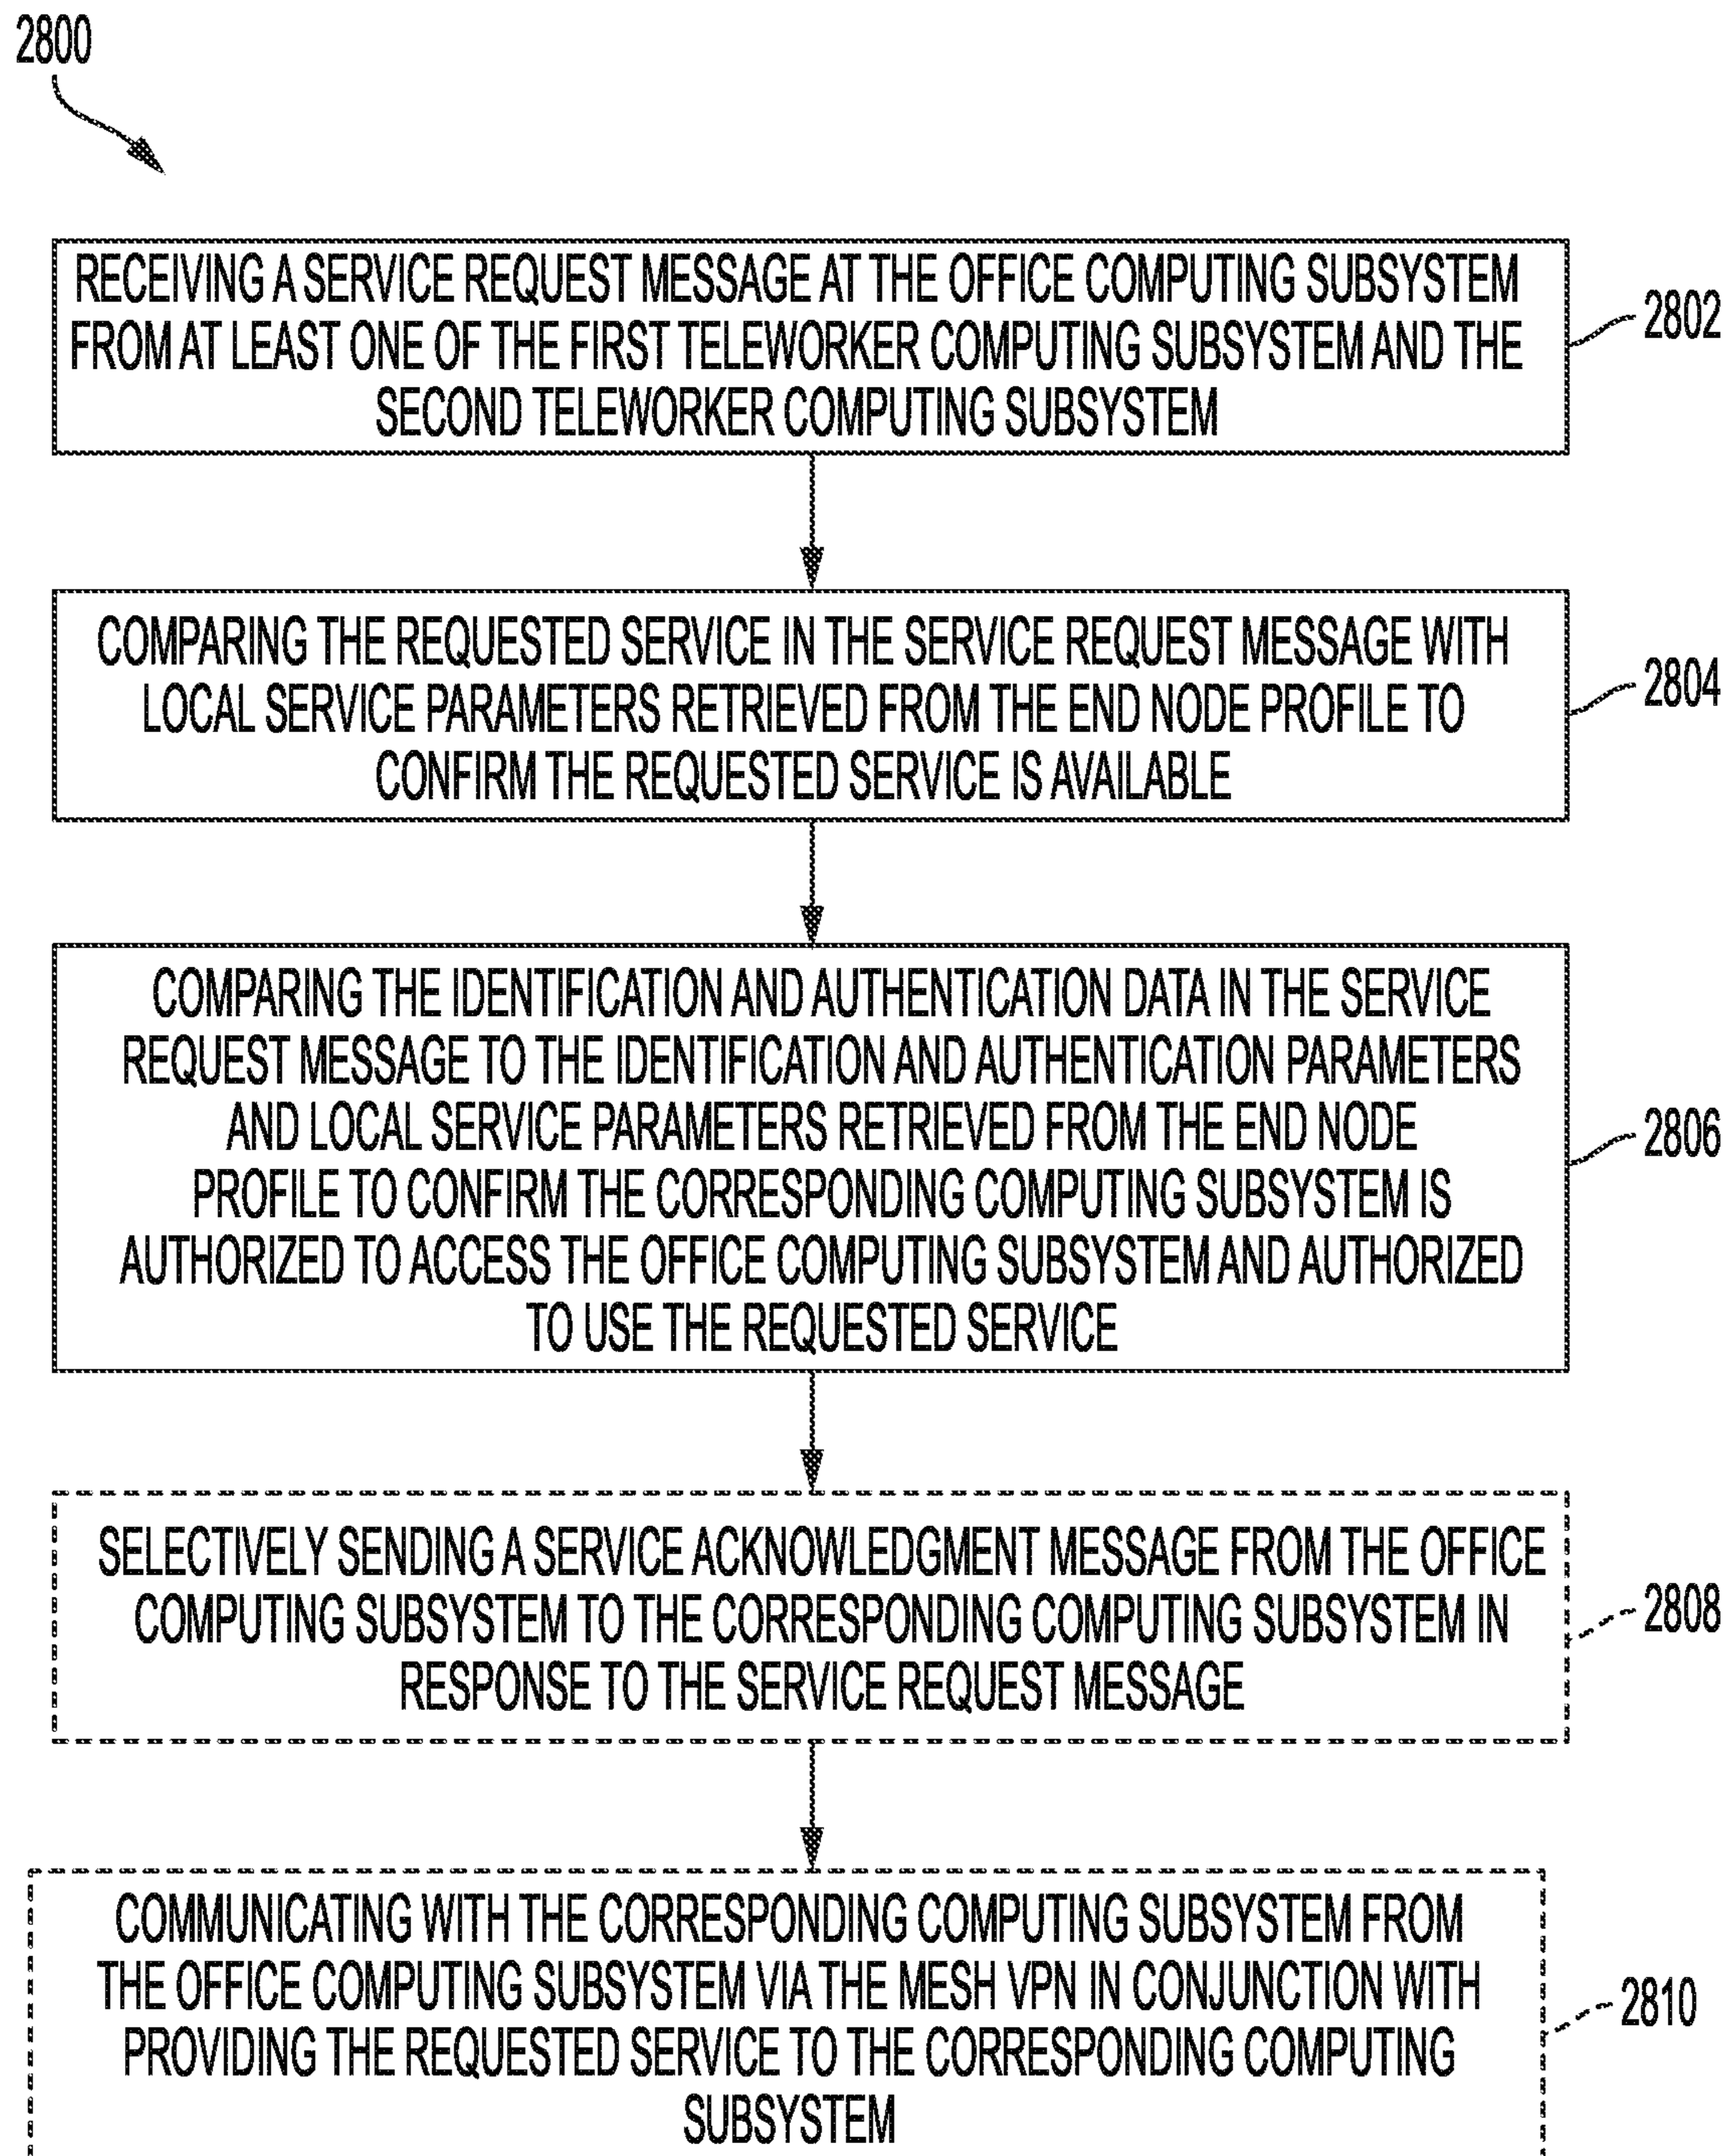 2800
RECEIVING A SERVICE REQUEST MESSAGE AT THE OFFICE COMPUTING SUBSYSTEM
FROM AT LEAST ONE OF THE FIRST TELEWORKER COMPUTING SUBSYSTEM AND THE
SECOND TELEWORKER COMPUTING SUBSYSTEM
2802
COMPARING THE REQUESTED SERVICE IN THE SERVICE REQUEST MESSAGE WITH
LOCAL SERVICE PARAMETERS RETRIEVED FROM THE END NODE PROFILE TO
CONFIRM THE REQUESTED SERVICE IS AVAILABLE
2804
COMPARING THE IDENTIFICATION AND AUTHENTICATION DATA IN THE SERVICE
REQUEST MESSAGE TO THE IDENTIFICATION AND AUTHENTICATION PARAMETERS
AND LOCAL SERVICE PARAMETERS RETRIEVED FROM THE END NODE
PROFILE TO CONFIRM THE CORRESPONDING COMPUTING SUBSYSTEM IS
AUTHORIZED TO ACCESS THE OFFICE COMPUTING SUBSYSTEM AND AUTHORIZED
TO USE THE REQUESTED SERVICE
2806
SELECTIVELY SENDING A SERVICE ACKNOWLEDGMENT MESSAGE FROM THE OFFICE
COMPUTING SUBSYSTEM TO THE CORRESPONDING COMPUTING SUBSYSTEM IN
RESPONSE TO THE SERVICE REQUEST MESSAGE
2808
COMMUNICATING WITH THE CORRESPONDING COMPUTING SUBSYSTEM FROM
THE OFFICE COMPUTING SUBSYSTEM VIA THE MESH VPN IN CONJUNCTION WITH
PROVIDING THE REQUESTED SERVICE TO THE CORRESPONDING COMPUTING
SUBSYSTEM
2810